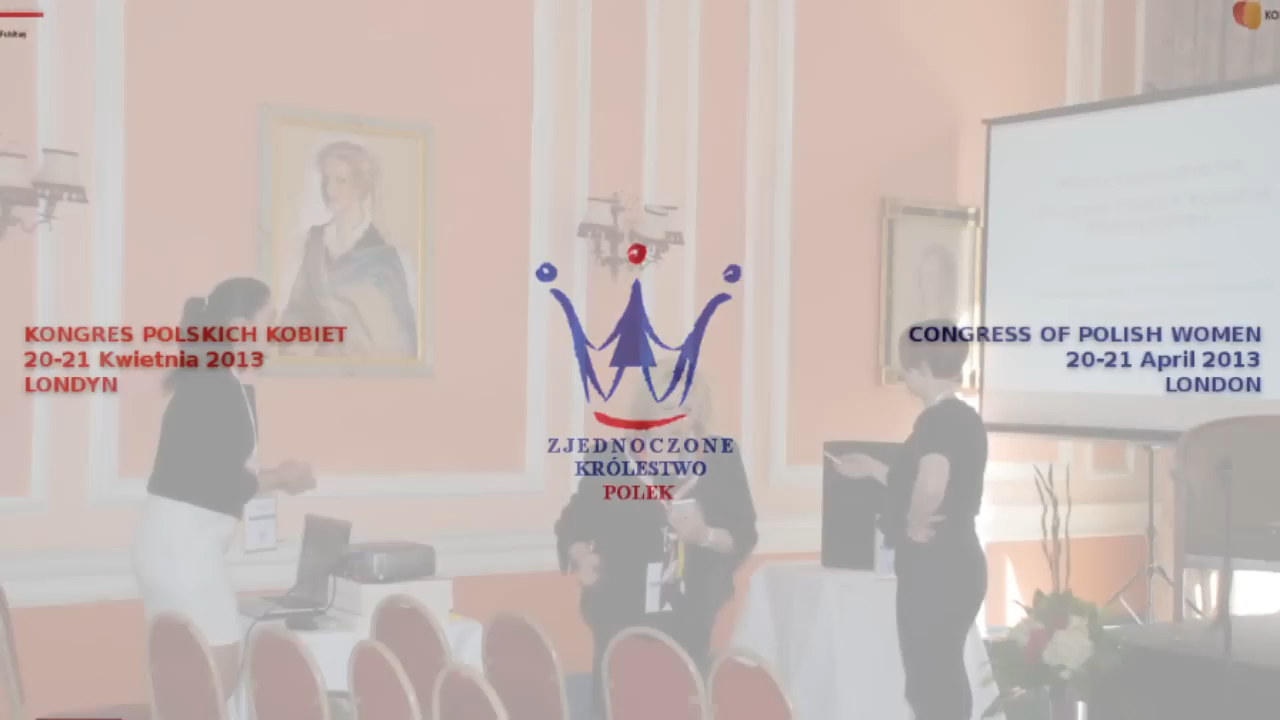 KONGRES POLSKICH KOBIET
20-21 Kwietnia 2013
LONDYN
ZJEDNOCZONE
KRÓLESTWO
POLEK
CONGRESS OF POLISH WOMEN
20-21 April 2013
LONDON
KO